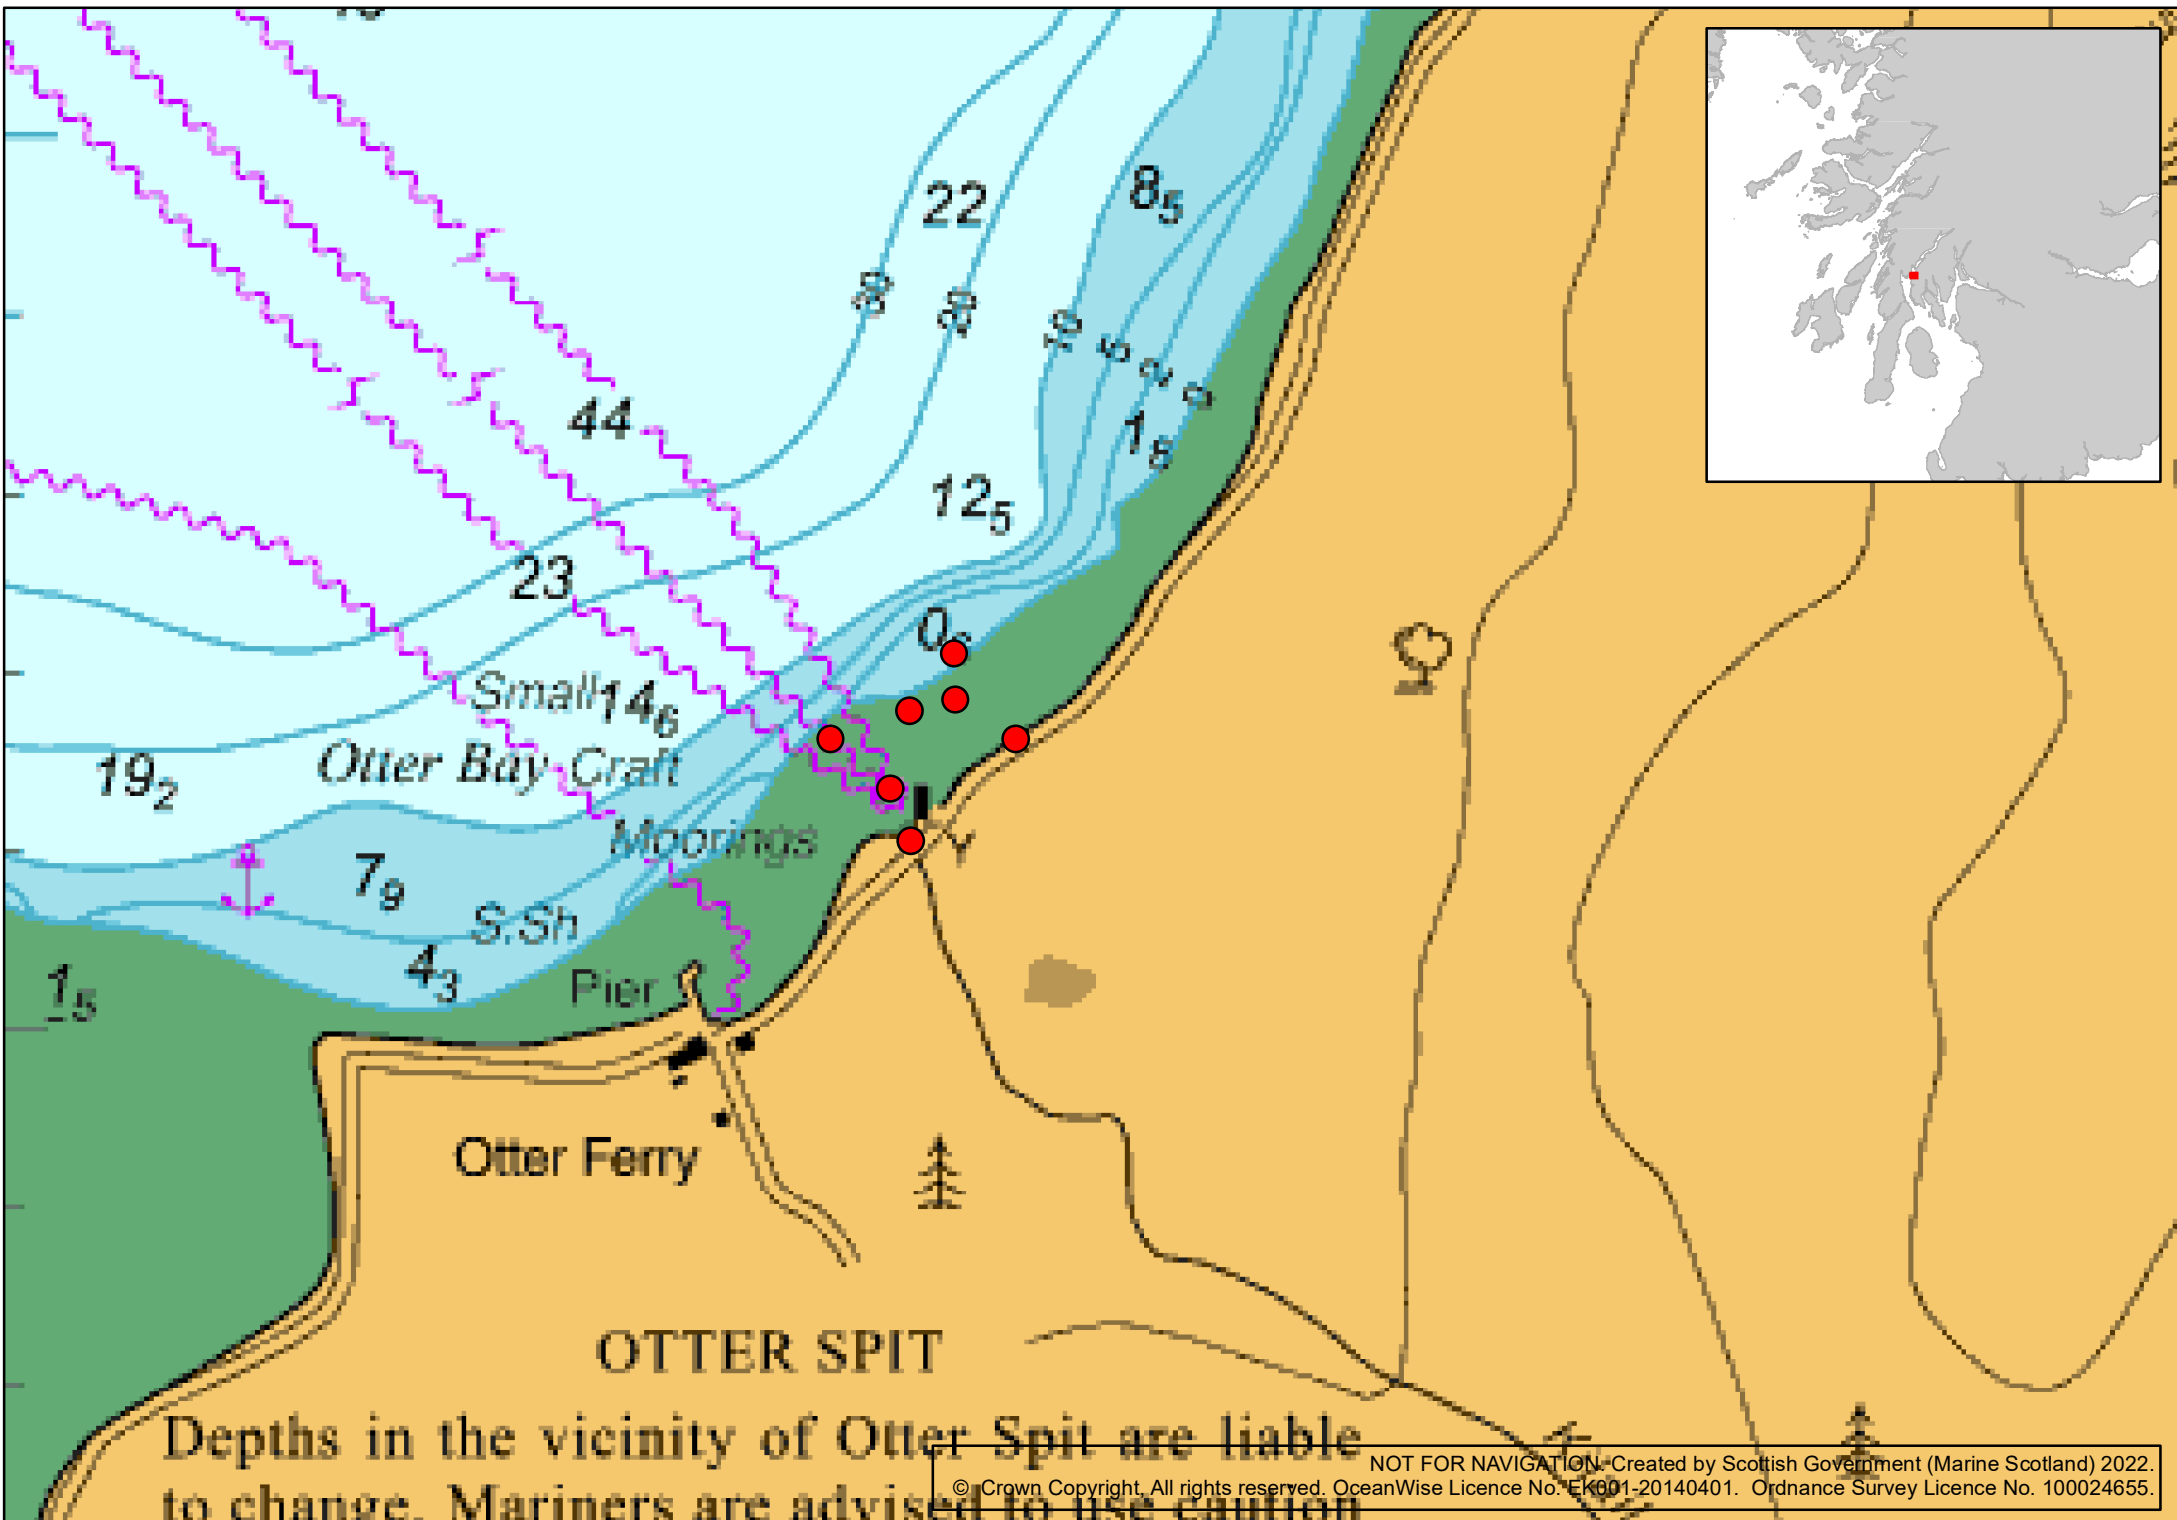 22
8₅
30
20
10
5
2
0
44
1₈
12₅
23
0₆
Small
14₆
Otter Bay
Craft
19₂
Moorings
7₉
S.Sh
4₃
Pier
1₅
Otter Ferry
OTTER SPIT
Depths in the vicinity of Otter Spit are liable
to change. Mariners are advised to use caution
NOT FOR NAVIGATION. Created by Scottish Government (Marine Scotland) 2022.
© Crown Copyright, All rights reserved. OceanWise Licence No. EK001-20140401. Ordnance Survey Licence No. 100024655.